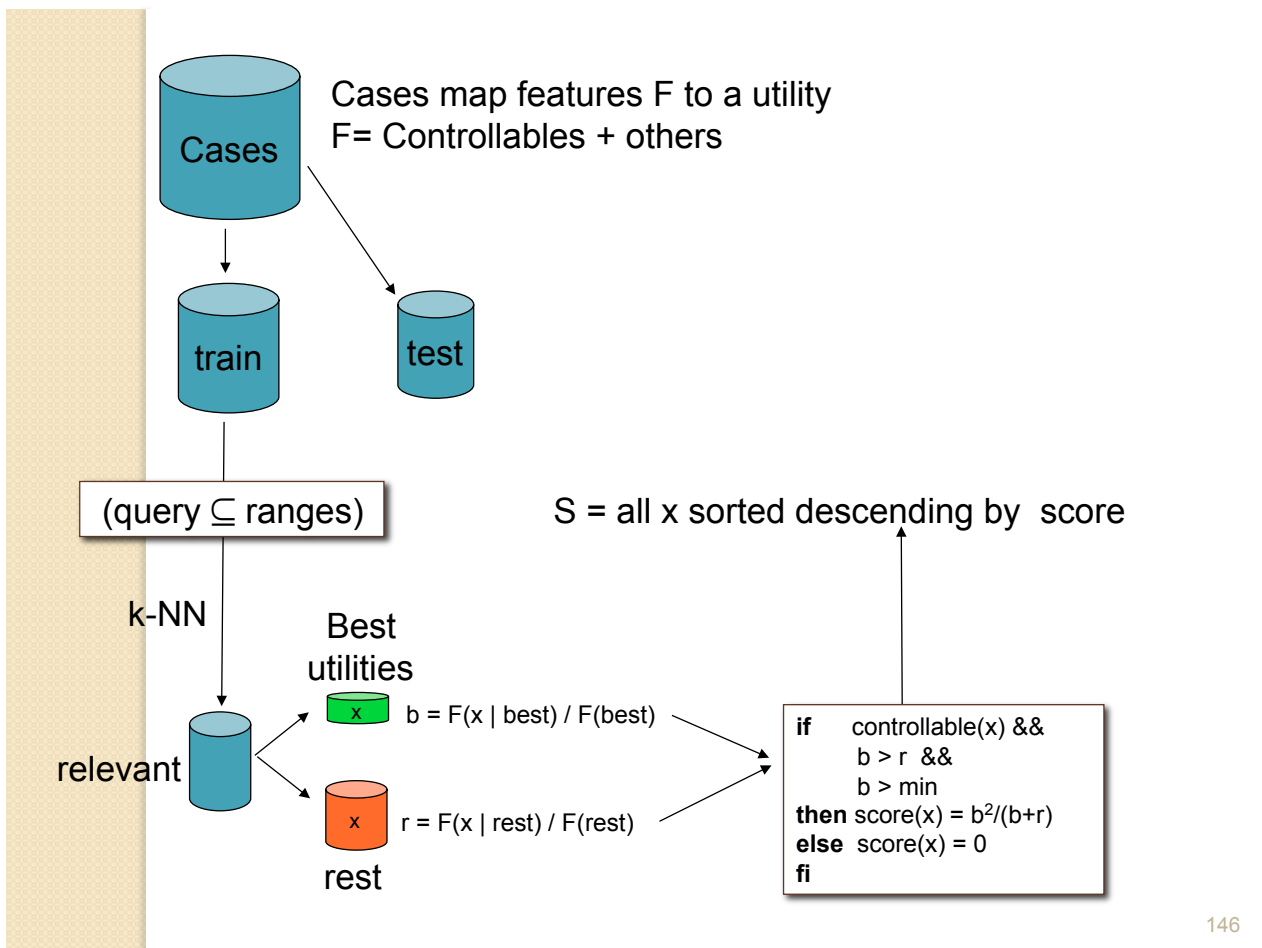 Cases map features F to a utility
F= Controllables + others
Cases
train
test
(query ⊆ ranges)
S = all x sorted descending by  score
k-NN
Best
utilities
x
b = F(x | best) / F(best)
relevant
x
r = F(x | rest) / F(rest)
rest
if controllable(x) &&
b > r &&
b > min
then score(x) = b²/(b+r)
else score(x) = 0
fi
146